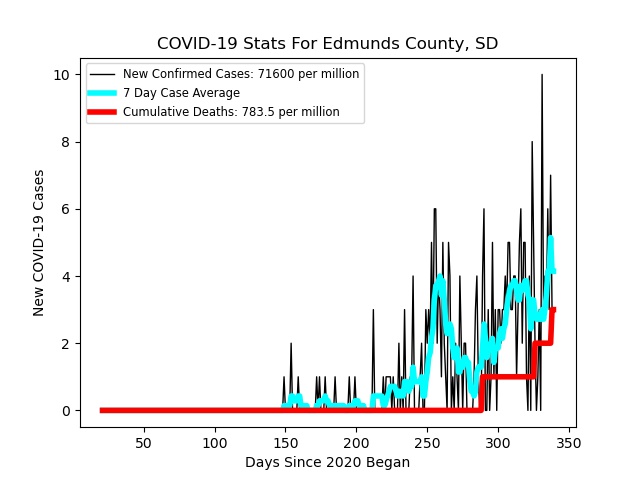 COVID-19 Stats For Edmunds County, SD
New Confirmed Cases: 71600 per million
7 Day Case Average
Cumulative Deaths: 783.5 per million
New COVID-19 Cases
10
8
6
4
2
0
50 100 150 200 250 300 350
Days Since 2020 Began